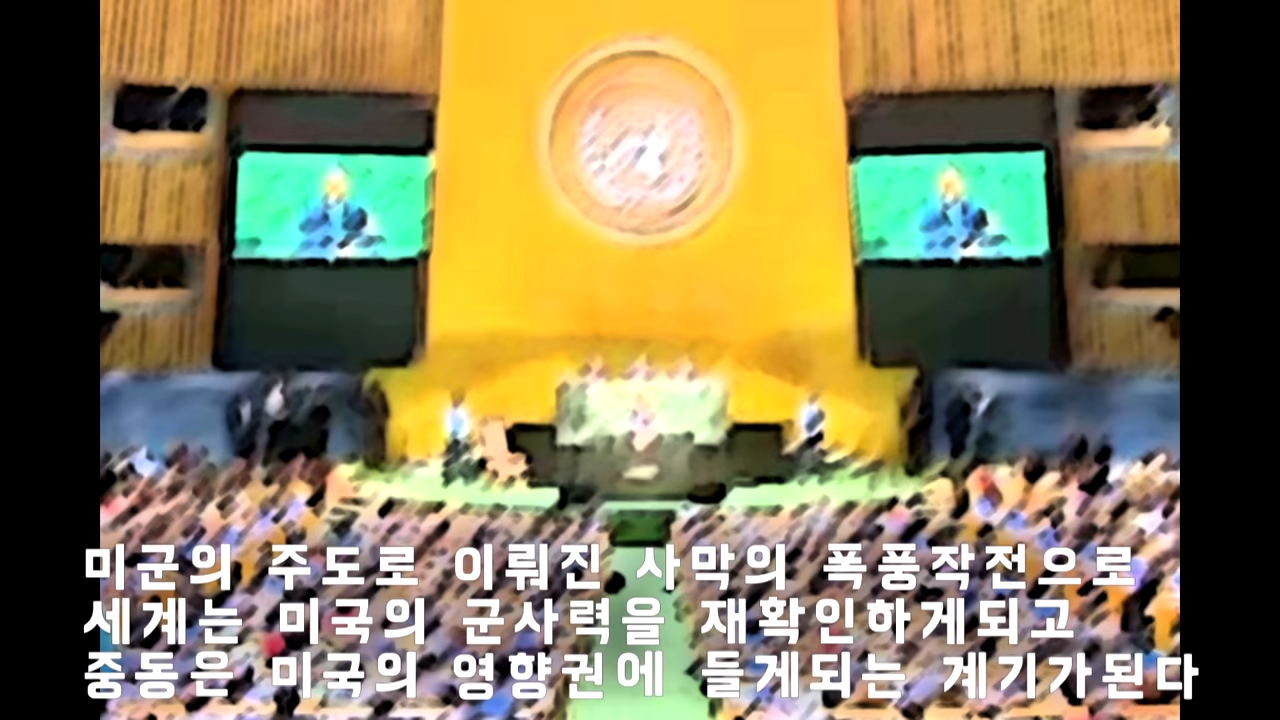 미군의 주도로 이뤄진 사막의 폭풍작전으로
세계는 미국의 군사력을 재확인하게되고
중동은 미국의 영향권에 들게되는 계기가된다